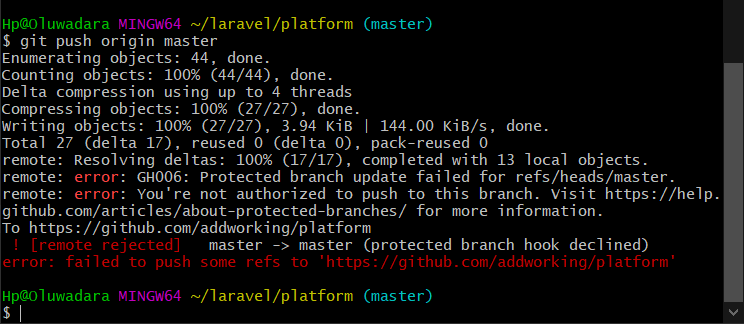 Hp@Oluwadara MINGW64 ~/laravel/platform (master)
$ git push origin master
Enumerating objects: 44, done.
Counting objects: 100% (44/44), done.
Delta compression using up to 4 threads
Compressing objects: 100% (27/27), done.
Writing objects: 100% (27/27), 3.94 KiB | 144.00 KiB/s, done.
Total 27 (delta 17), reused 0 (delta 0), pack-reused 0
remote: Resolving deltas: 100% (17/17), completed with 13 local objects.
remote: error: GH006: Protected branch update failed for refs/heads/master.
remote: error: You're not authorized to push to this branch. Visit https://help.
github.com/articles/about-protected-branches/ for more information.
To https://github.com/addworking/platform
 ! [remote rejected]   master -> master (protected branch hook declined)
error: failed to push some refs to 'https://github.com/addworking/platform'
Hp@Oluwadara MINGW64 ~/laravel/platform (master)
$